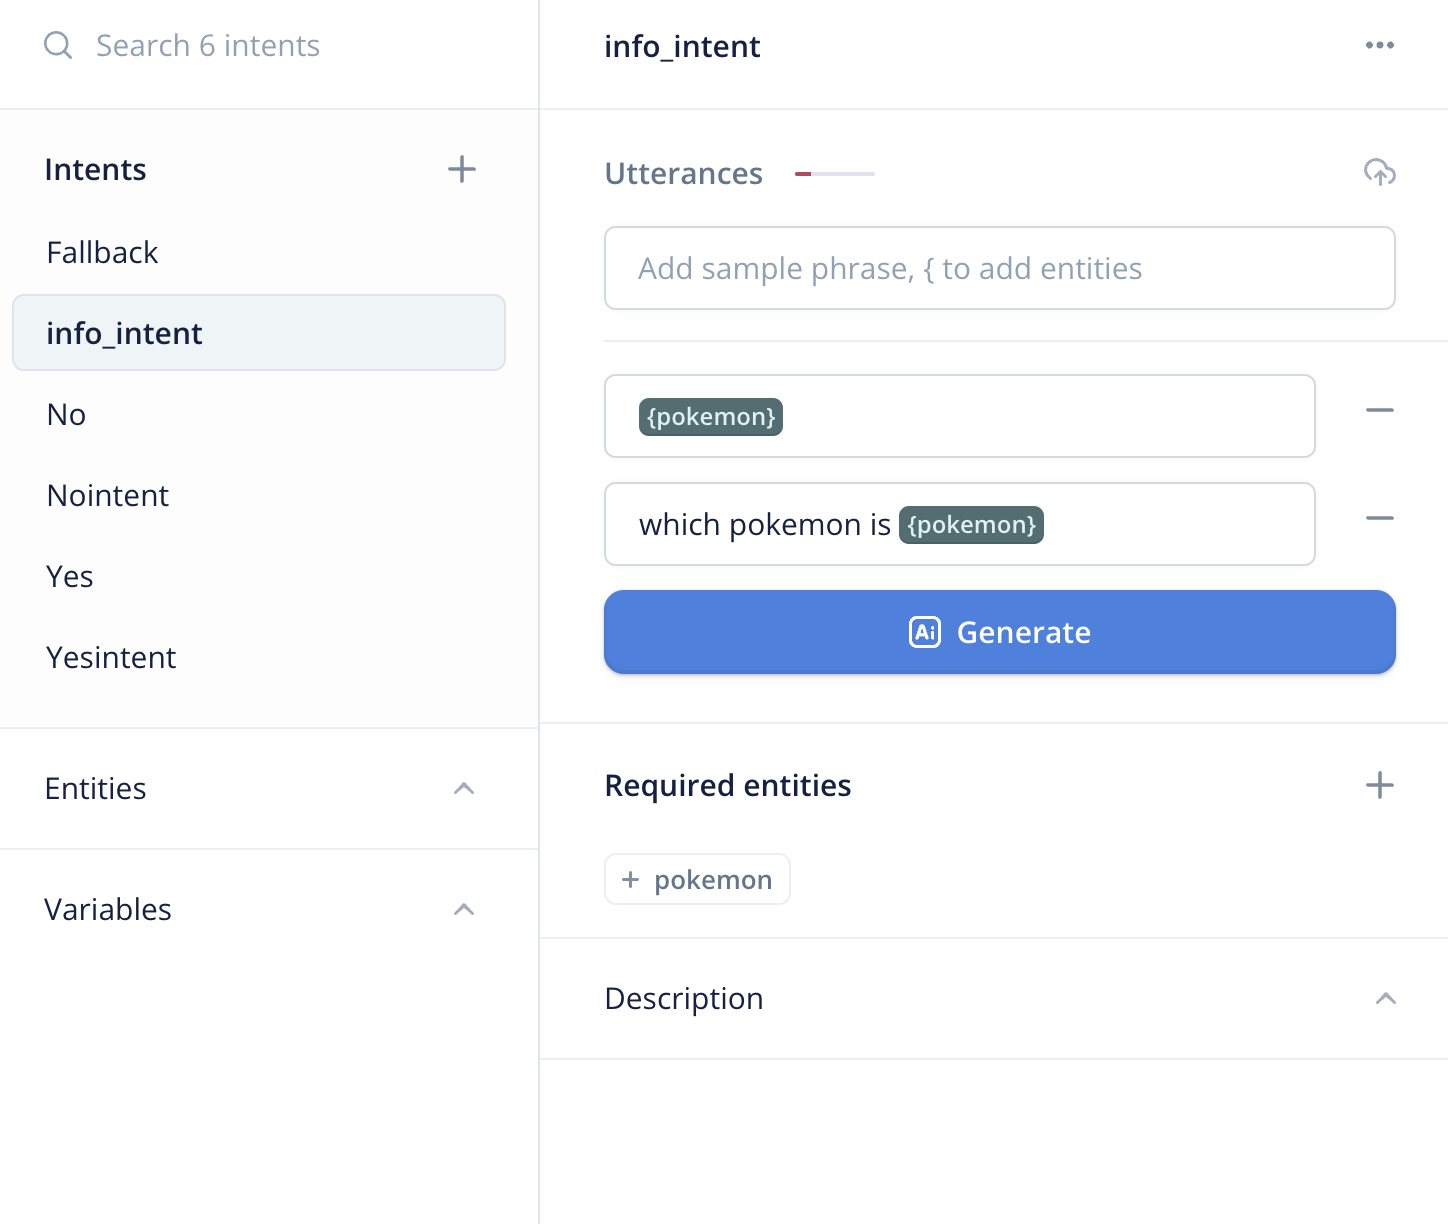 Search 6 intents
Intents
Fallback
info_intent
No
Nointent
Yes
Yesintent
Entities
Variables
info_intent
Utterances
Add sample phrase, { to add entities
{pokemon}
which pokemon is {pokemon}
Ai Generate
Required entities
+ pokemon
Description